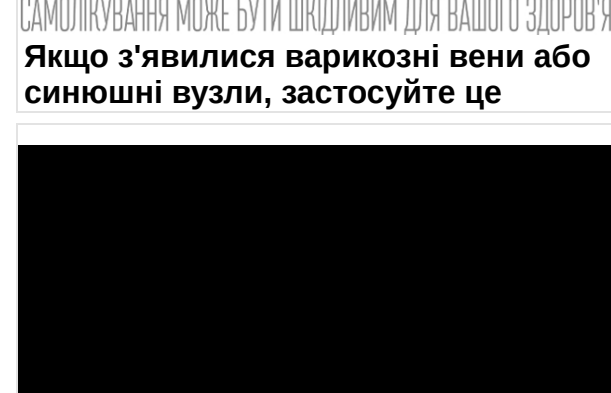 САМОЛІКУВАННЯ МОЖЕ БУТИ ШКІДЛИВИМ ДЛЯ ВАШОГО ЗДОРОВ'Я
Якщо з'явилися варикозні вени або
синюшні вузли, застосуйте це